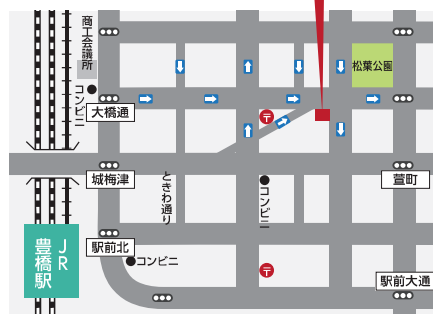 商工会議所
松葉公園
コンビニ
大橋通
〒
城梅津
萱町
ときわ通り
コンビニ
駅前北
JR
豊橋駅
コンビニ
〒
駅前大通